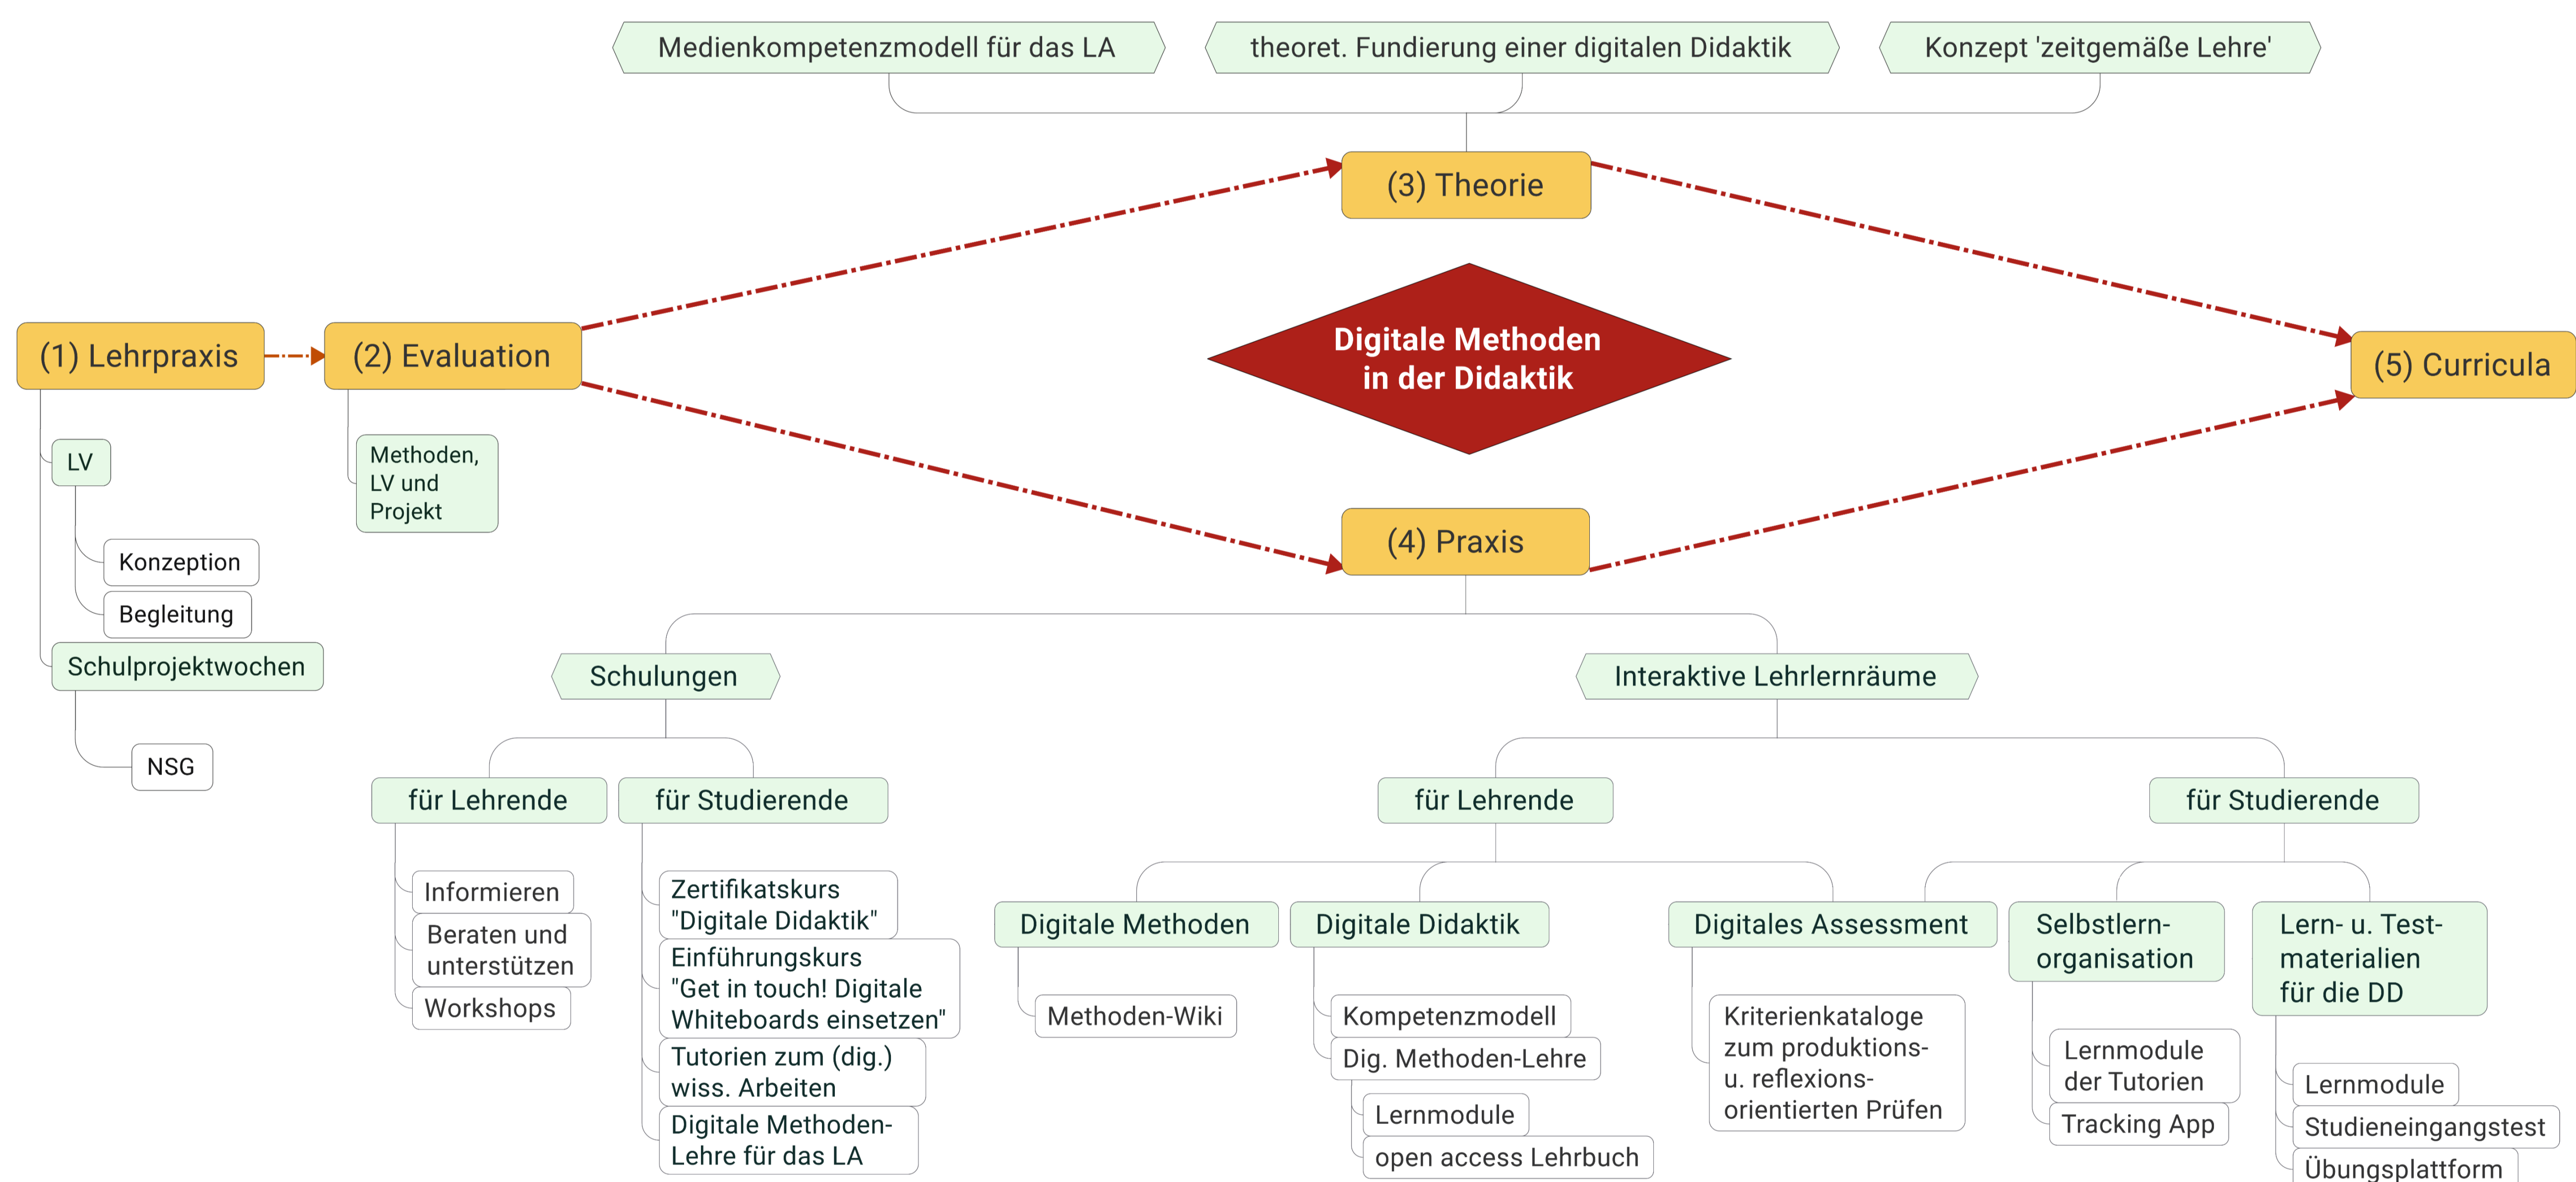 Medienkompetenzmodell für das LA
theoret. Fundierung einer digitalen Didaktik
Konzept 'zeitgemäße Lehre'
(3) Theorie
Digitale Methoden
in der Didaktik
(1) Lehrpraxis
(2) Evaluation
(5) Curricula
LV
Konzeption
Begleitung
Schulprojektwochen
NSG
Methoden,
LV und
Projekt
(4) Praxis
Schulungen
für Lehrende
Informieren
Beraten und
unterstützen
Workshops
für Studierende
Zertifikatskurs
"Digitale Didaktik"
Einführungskurs
"Get in touch! Digitale
Whiteboards einsetzen"
Tutorien zum (dig.)
wiss. Arbeiten
Digitale Methoden-
Lehre für das LA
Interaktive Lehrlernräume
für Lehrende
Digitale Methoden
Methoden-Wiki
Digitale Didaktik
Kompetenzmodell
Dig. Methoden-Lehre
Lernmodule
open access Lehrbuch
Digitales Assessment
Kriterienkataloge
zum produktions-
u. reflexions-
orientierten Prüfen
für Studierende
Selbstlern-
organisation
Lernmodule
der Tutorien
Tracking App
Lern- u. Test-
materialien
für die DD
Lernmodule
Studieneingangstest
Übungsplattform